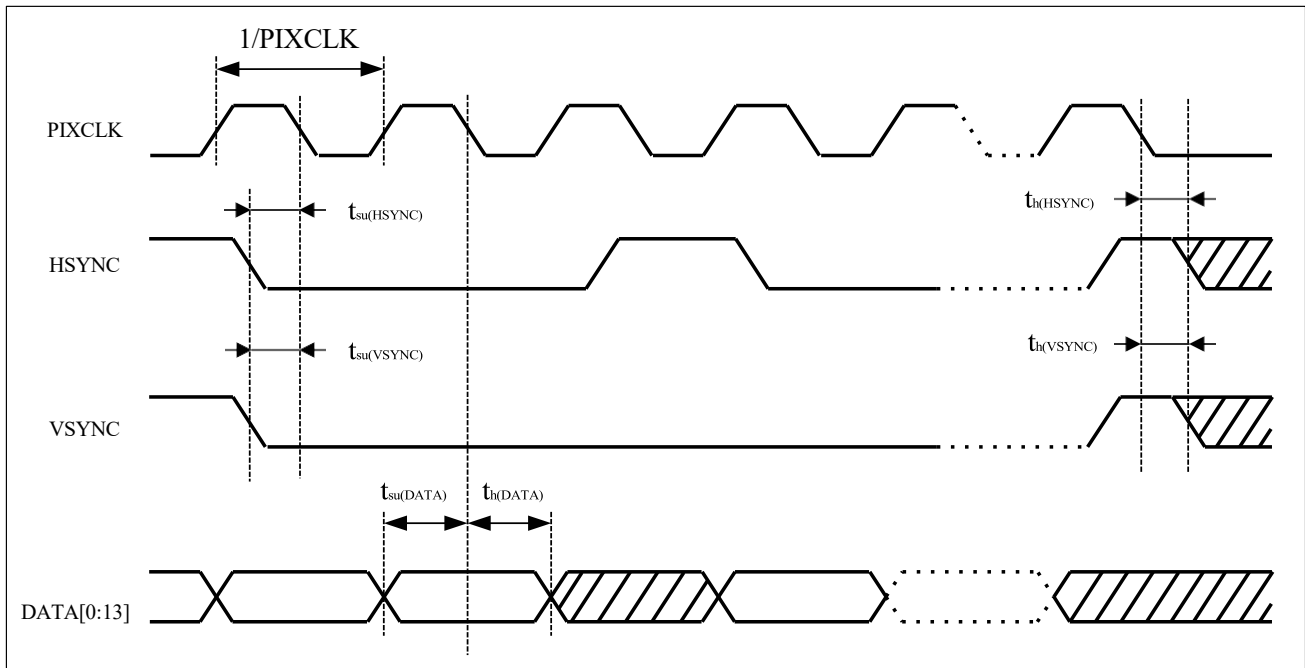 1/PIXCLK
PIXCLK
tsu(HSYNC)
th(HSYNC)
HSYNC
tsu(VSYNC)
th(VSYNC)
VSYNC
tsu(DATA)
th(DATA)
DATA[0:13]